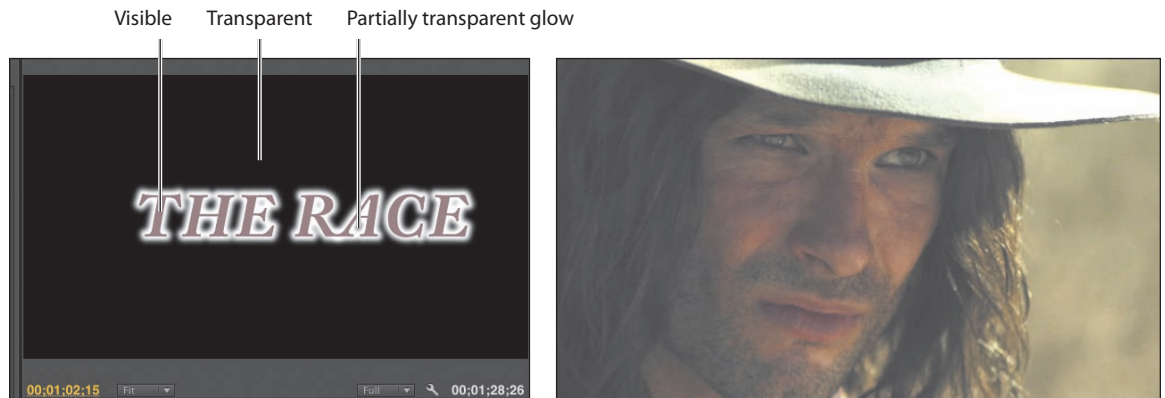 Visible Transparent Partially transparent glow
THE RACE
00;01;02;15 Fit Full 00;01;28;26